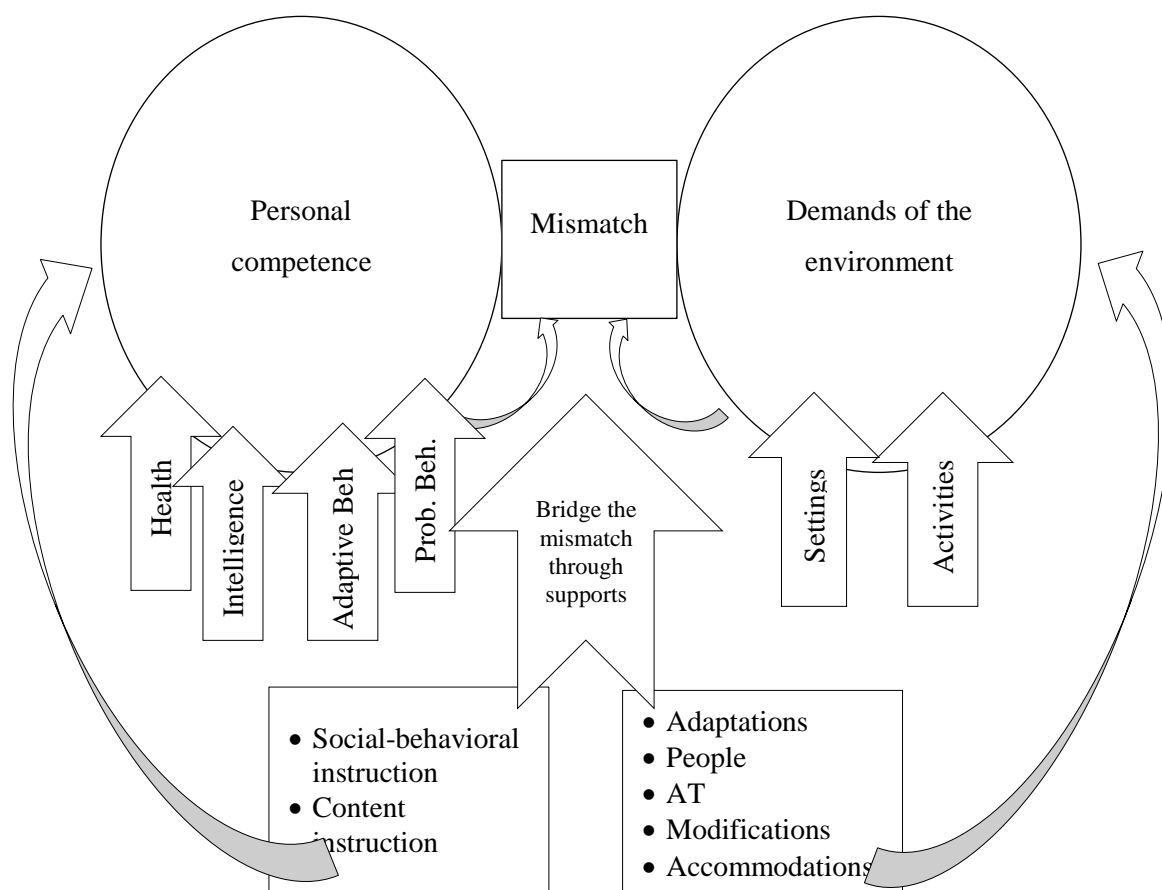 Personal
competence
Mismatch
Demands of the
environment
Health
Intelligence
Adaptive Beh
Prob. Beh.
Bridge the
mismatch
through
supports
Settings
Activities
• Social-behavioral
instruction
• Content
instruction
• Adaptations
• People
• AT
• Modifications
• Accommodations